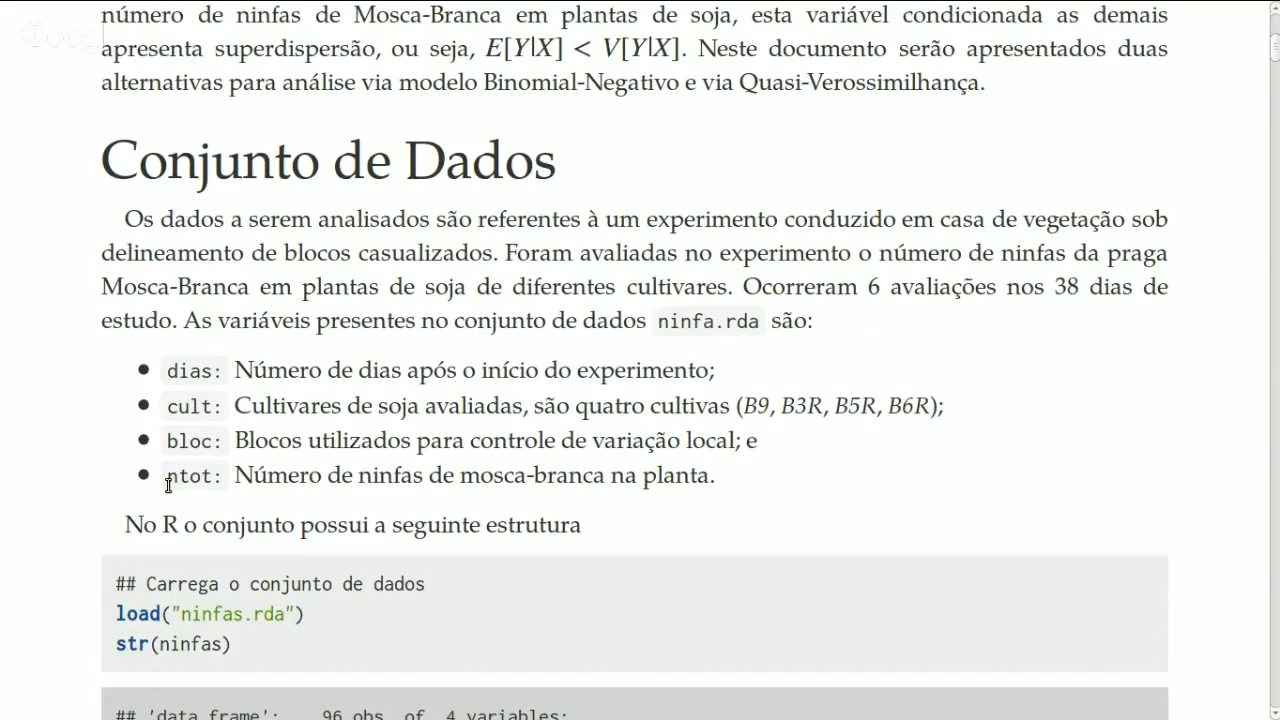 número de ninfas de Mosca-Branca em plantas de soja, esta variável condicionada as demais
apresenta superdispersão, ou seja, E[Y|X] < V[Y|X]. Neste documento serão apresentados duas
alternativas para análise via modelo Binomial-Negativo e via Quasi-Verossimilhança.
Conjunto de Dados
Os dados a serem analisados são referentes à um experimento conduzido em casa de vegetação sob
delineamento de blocos casualizados. Foram avaliadas no experimento o número de ninfas da praga
Mosca-Branca em plantas de soja de diferentes cultivares. Ocorreram 6 avaliações nos 38 dias de
estudo. As variáveis presentes no conjunto de dados ninfa.rda são:
• dias: Número de dias após o início do experimento;
• cult: Cultivares de soja avaliadas, são quatro cultivas (B9, B3R, B5R, B6R);
• bloc: Blocos utilizados para controle de variação local; e
• ntot: Número de ninfas de mosca-branca na planta.
No R o conjunto possui a seguinte estrutura
## Carrega o conjunto de dados
load("ninfas.rda")
str(ninfas)
## 'data.frame': 96 obs. of 4 variables: